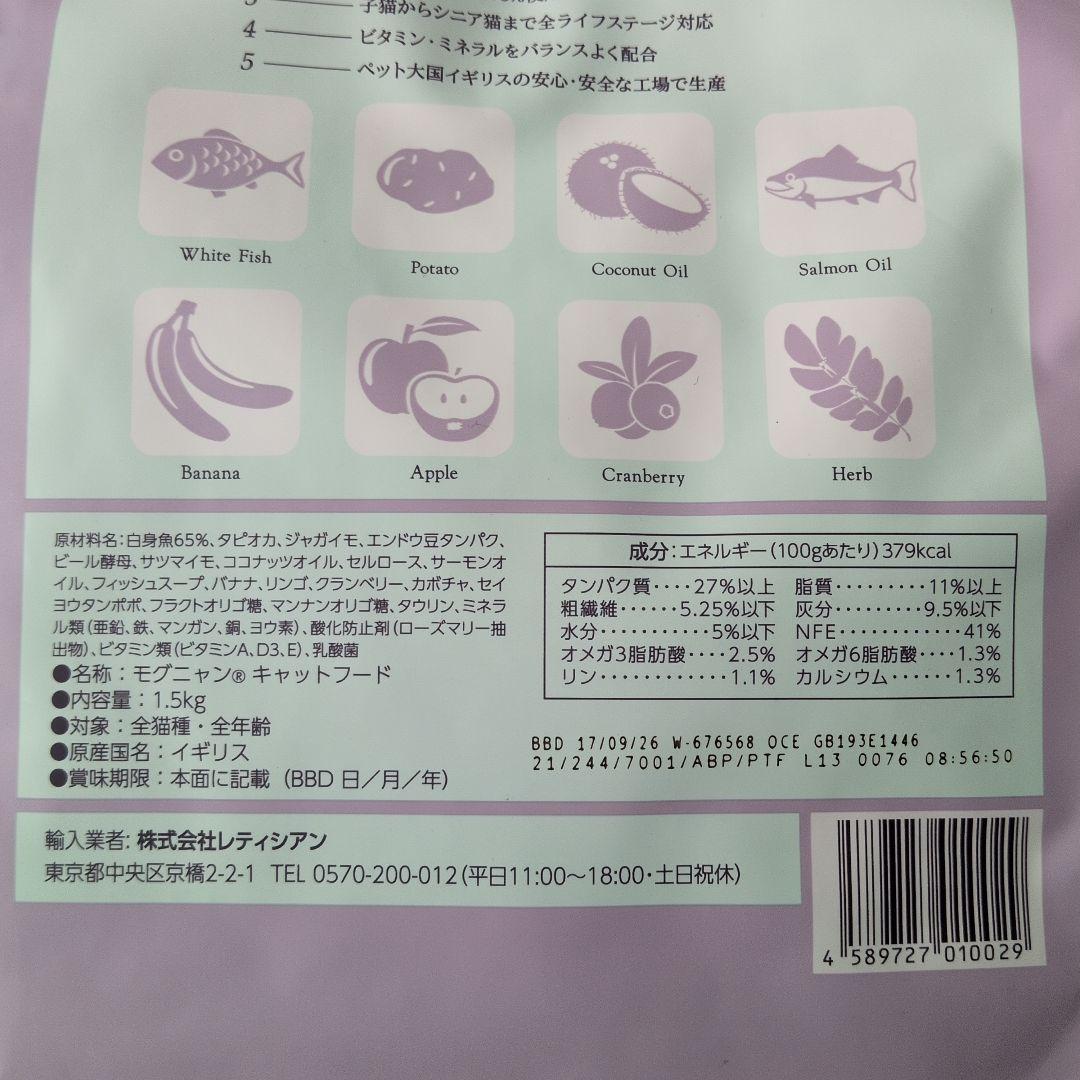 3
子猫からシニア猫まで全ライフステージ対応
4 ビタミン・ミネラルをバランスよく配合
5 ペット大国イギリスの安心・安全な工場で生産
White Fish
Potato
Coconut Oil
Salmon Oil
Banana
Apple
Cranberry
Herb
原材料名:白身魚65%、タピオカ、ジャガイモ、エンドウ豆タンパク、
ビール酵母、サツマイモ、ココナッツオイル、セルロース、サーモンオ
イル、フィッシュスープ、バナナ、リンゴ、クランベリー、カボチャ、セイ
ヨウタンポポ、フラクトオリゴ糖、マンナンオリゴ糖、タウリン、ミネラ
ル類(亜鉛、鉄、マンガン、銅、ヨウ素)、酸化防止剤(ローズマリー抽
出物)、ビタミン類(ビタミンA、D3、E)、乳酸菌
●名称:モグニャン® キャットフード
●内容量:1.5kg
●対象:全猫種・全年齢
●原産国名:イギリス
●賞味期限:本面に記載 (BBD 日/月/年)
成分:エネルギー(100gあたり)379kcal
タンパク質････27%以上 脂質･････････11%以上
粗繊維･･････5.25%以下 灰分･････････9.5%以下
水分･･･････････5%以下 NFE････････････41%
オメガ3脂肪酸････2.5% オメガ6脂肪酸････1.3%
リン････････････1.1% カルシウム･･････1.3%
BBD 17/09/26 W-676568 OCE GB193E1446
21/244/7001/ABP/PTF L13 0076 08:56:50
輸入業者: 株式会社レティシアン
東京都中央区京橋2-2-1 TEL 0570-200-012(平日11:00〜18:00・土日祝休)
4 589727 010029